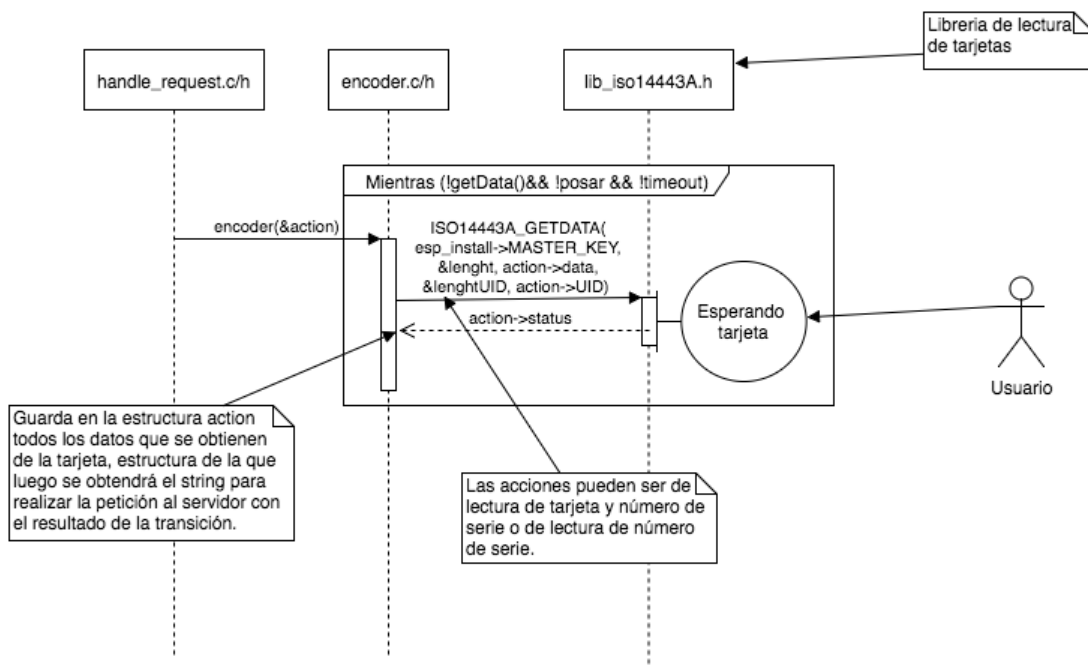 Libreria de lectura
de tarjetas
handle_request.c/h
encoder.c/h
lib_iso14443A.h
Mientras (!getData()&& !posar && !timeout)
encoder(&action)
ISO14443A_GETDATA(
esp_install->MASTER_KEY,
&lenght, action->data,
&lenghtUID, action->UID)
action->status
Esperando
tarjeta
Usuario
Guarda en la estructura action
todos los datos que se obtienen
de la tarjeta, estructura de la que
luego se obtendrá el string para
realizar la petición al servidor con
el resultado de la transición.
Las acciones pueden ser de
lectura de tarjeta y número de
serie o de lectura de número
de serie.